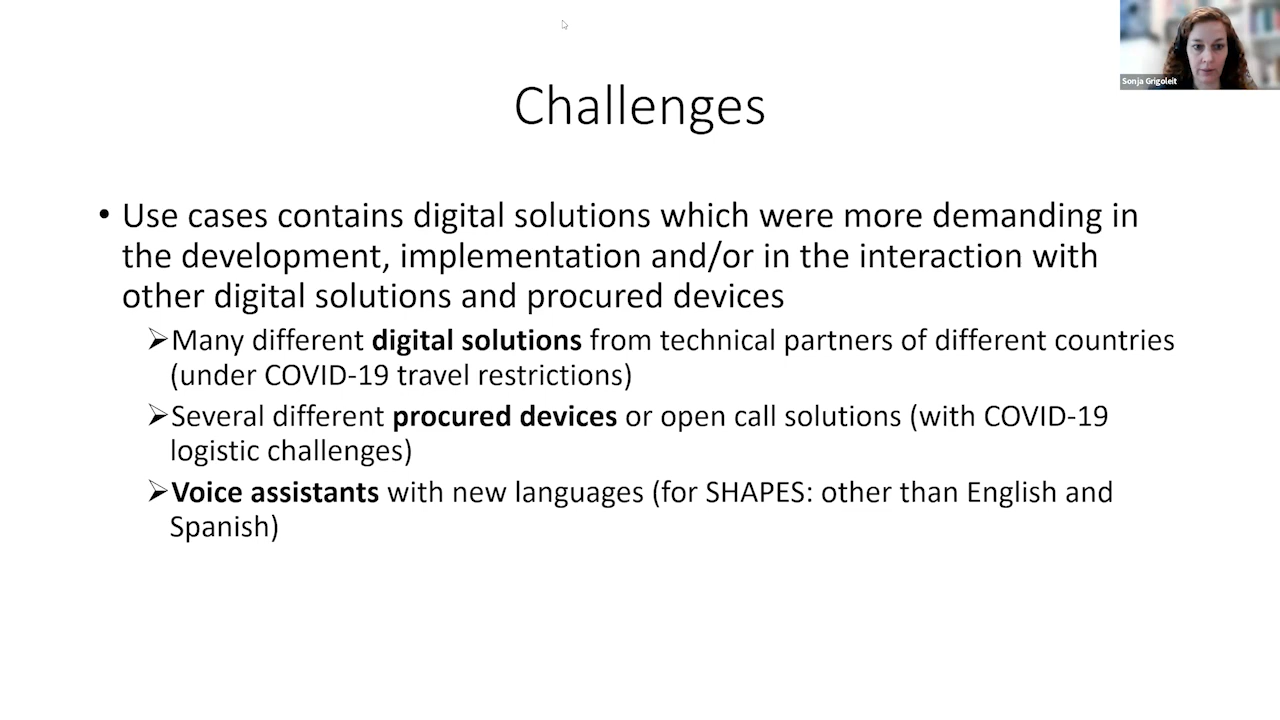 Sonja Grigoleit
Challenges
• Use cases contains digital solutions which were more demanding in
the development, implementation and/or in the interaction with
other digital solutions and procured devices
➢Many different digital solutions from technical partners of different countries
(under COVID-19 travel restrictions)
➢Several different procured devices or open call solutions (with COVID-19
logistic challenges)
➢Voice assistants with new languages (for SHAPES: other than English and
Spanish)